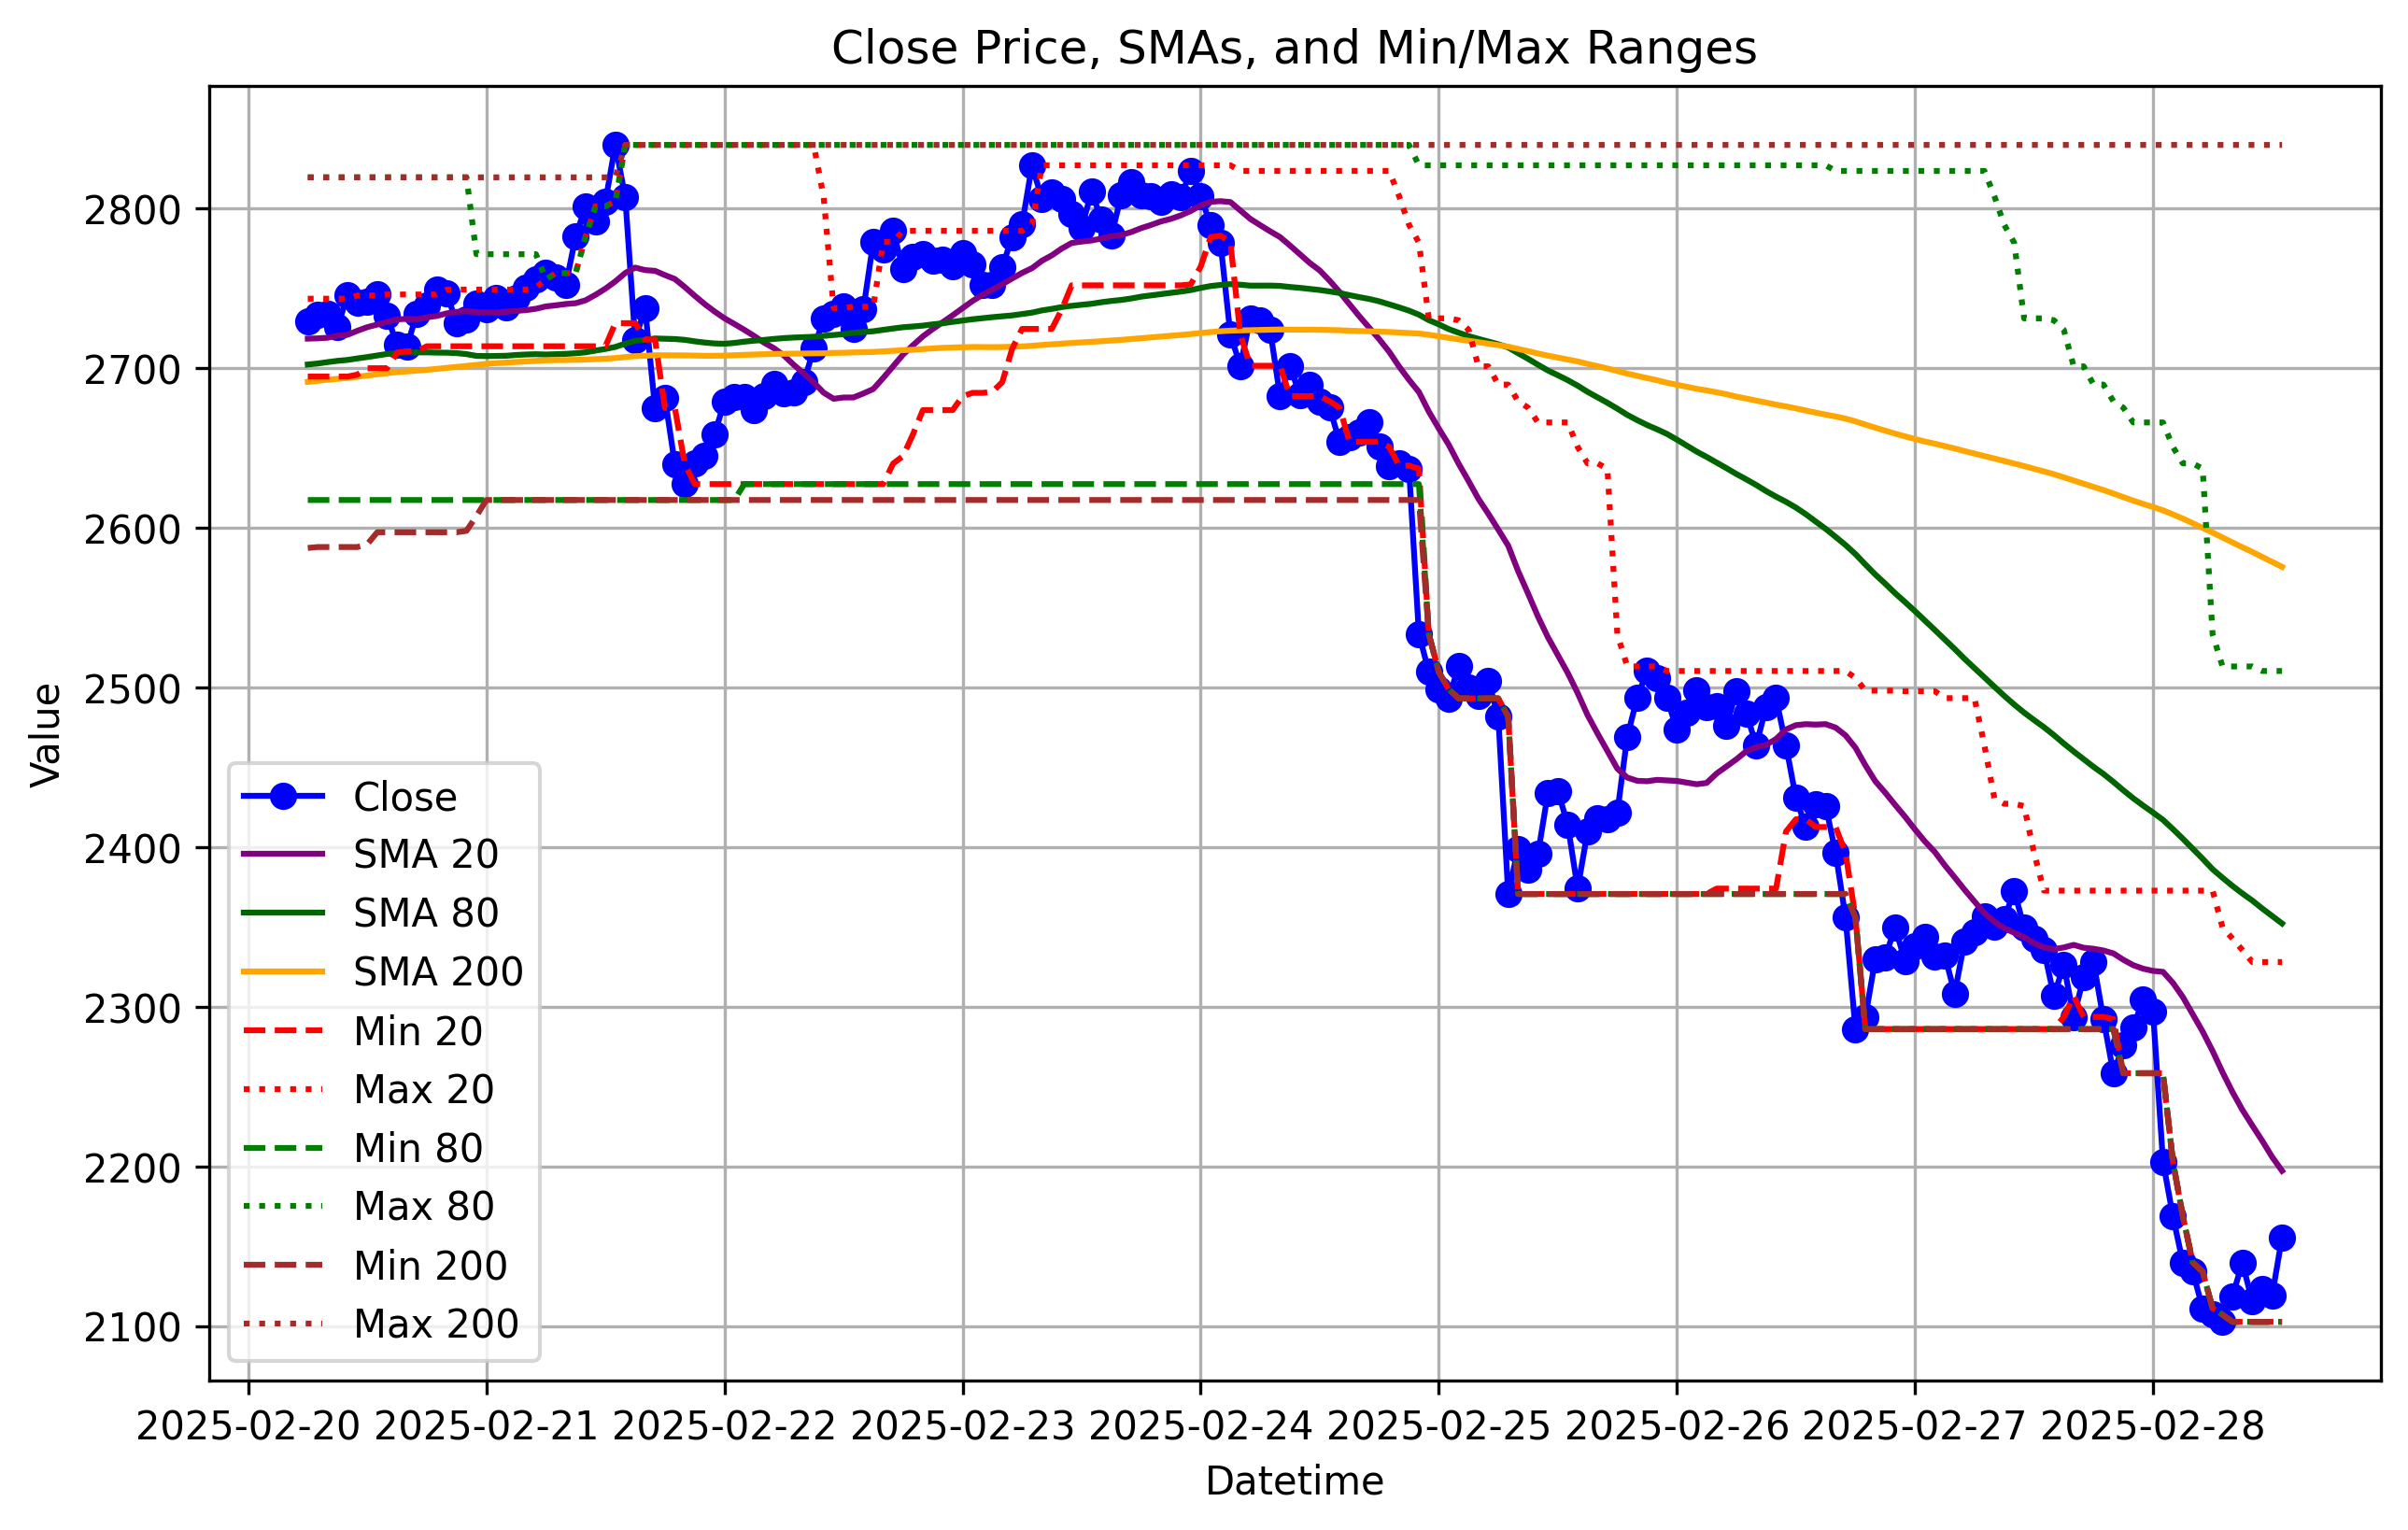 Close Price, SMAs, and Min/Max Ranges
Value
2800
2700
2600
2500
2400
2300
2200
2100
Close
SMA 20
SMA 80
SMA 200
Min 20
Max 20
Min 80
Max 80
Min 200
Max 200
2025-02-20 2025-02-21 2025-02-22 2025-02-23 2025-02-24 2025-02-25 2025-02-26 2025-02-27 2025-02-28
Datetime